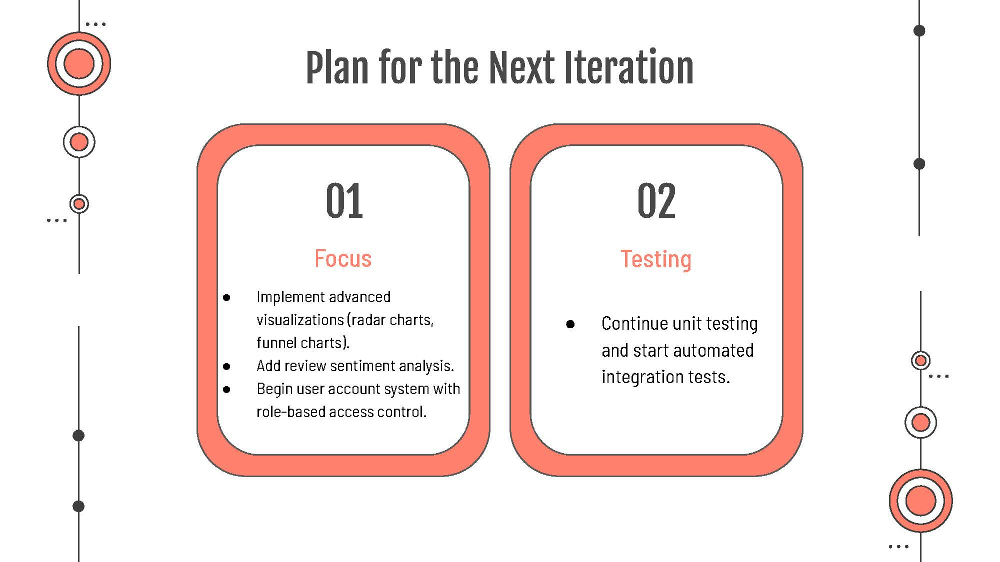 Plan for the Next Iteration
01
Focus
● Implement advanced
visualizations (radar charts,
funnel charts).
● Add review sentiment analysis.
● Begin user account system with
role-based access control.
02
Testing
● Continue unit testing
and start automated
integration tests.